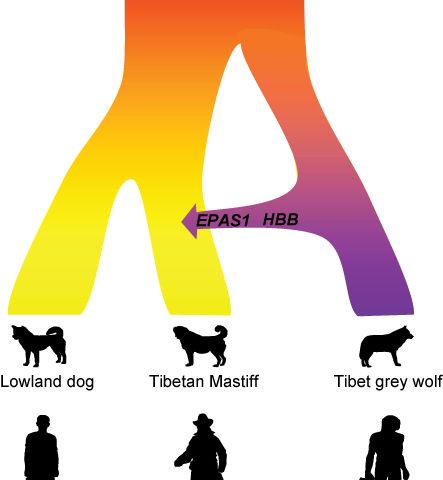 EPAS1 HBB
Lowland dog Tibetan Mastiff Tibet grey wolf